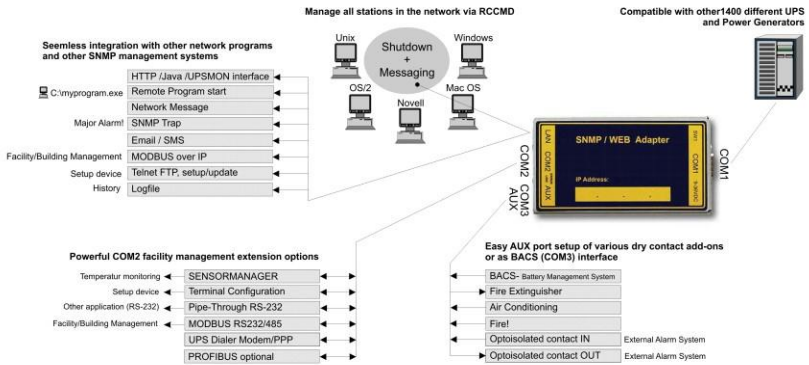 Manage all stations in the network via RCCMD
Compatible with other1400 different UPS
and Power Generators
Seemless integration with other network programs
and other SNMP management systems
Unix
Windows
Shutdown
+
Messaging
OS/2
Mac OS
Novell
HTTP /Java /UPSMON interface
C:\myprogram.exe
Remote Program start
Network Message
Major Alarm!
SNMP Trap
Email / SMS
Facility/Building Management
MODBUS over IP
Setup device
Telnet FTP, setup/update
History
Logfile
LAN
COM2
AUX
SNMP / WEB Adapter
IP Address:
COM1
COM2
COM3
AUX
COM1
Powerful COM2 facility management extension options
Temperatur monitoring
SENSORMANAGER
Setup device
Terminal Configuration
Other application (RS-232)
Pipe-Through RS-232
Facility/Building Management
MODBUS RS232/485
UPS Dialer Modem/PPP
PROFIBUS optional
Easy AUX port setup of various dry contact add-ons
or as BACS (COM3) interface
BACS- Battery Management System
Fire Extinguisher
Air Conditioning
Fire!
Optoisolated contact IN
External Alarm System
Optoisolated contact OUT
External Alarm System